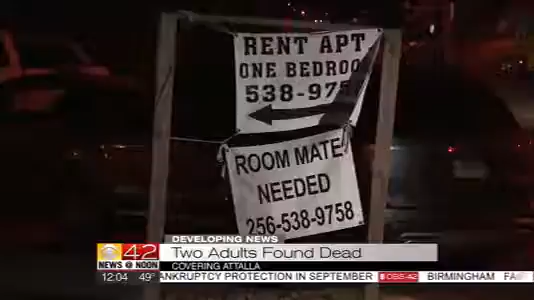 RENT APT
ONE BEDROO
538-975
ROOM MATE
NEEDED
256-538-9758
DEVELOPING NEWS
42
NEWS @ NOON
Two Adults Found Dead
COVERING ATTALLA
12:04 49° ANKRUPTCY PROTECTION IN SEPTEMBER CBS42 BIRMINGHAM